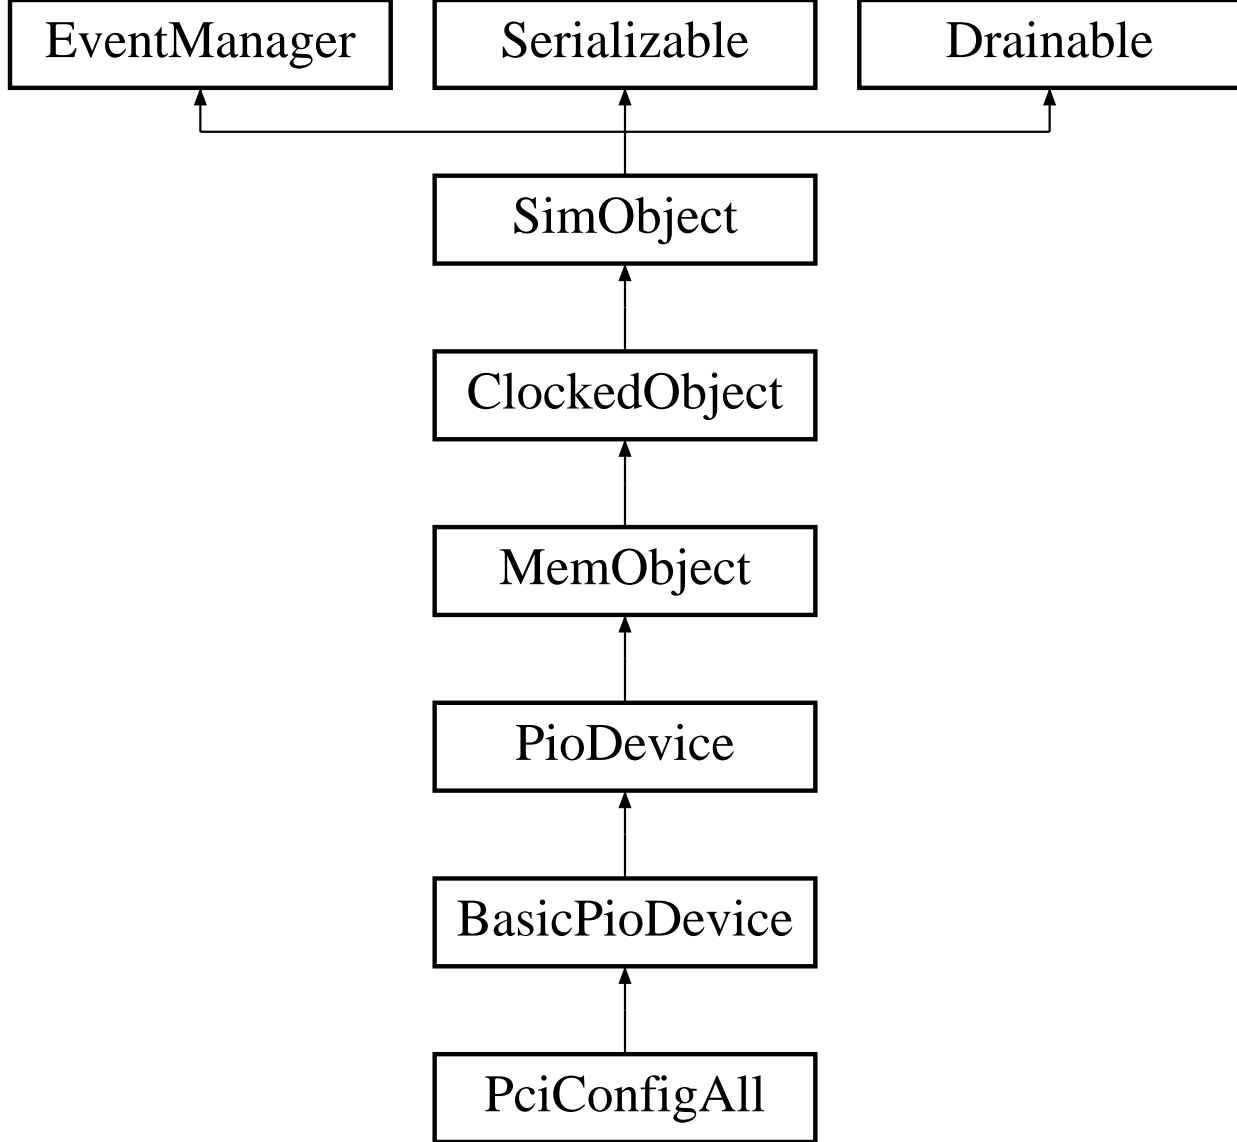 EventManager Serializable Drainable
SimObject
ClockedObject
MemObject
PioDevice
BasicPioDevice
PciConfigAll